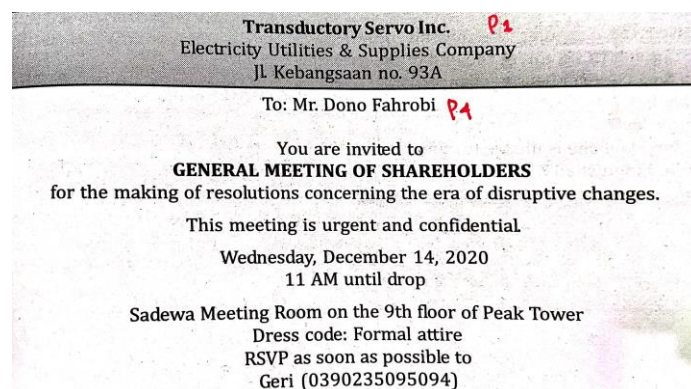 Transductory Servo Inc. P1
Electricity Utilities & Supplies Company
JL Kebangsaan no. 93A
To: Mr. Dono Fahrobi P4
You are invited to
GENERAL MEETING OF SHAREHOLDERS
for the making of resolutions concerning the era of disruptive changes.
This meeting is urgent and confidential
Wednesday, December 14, 2020
11 AM until drop
Sadewa Meeting Room on the 9th floor of Peak Tower
Dress code: Formal attire
RSVP as soon as possible to
Geri (0390235095094)